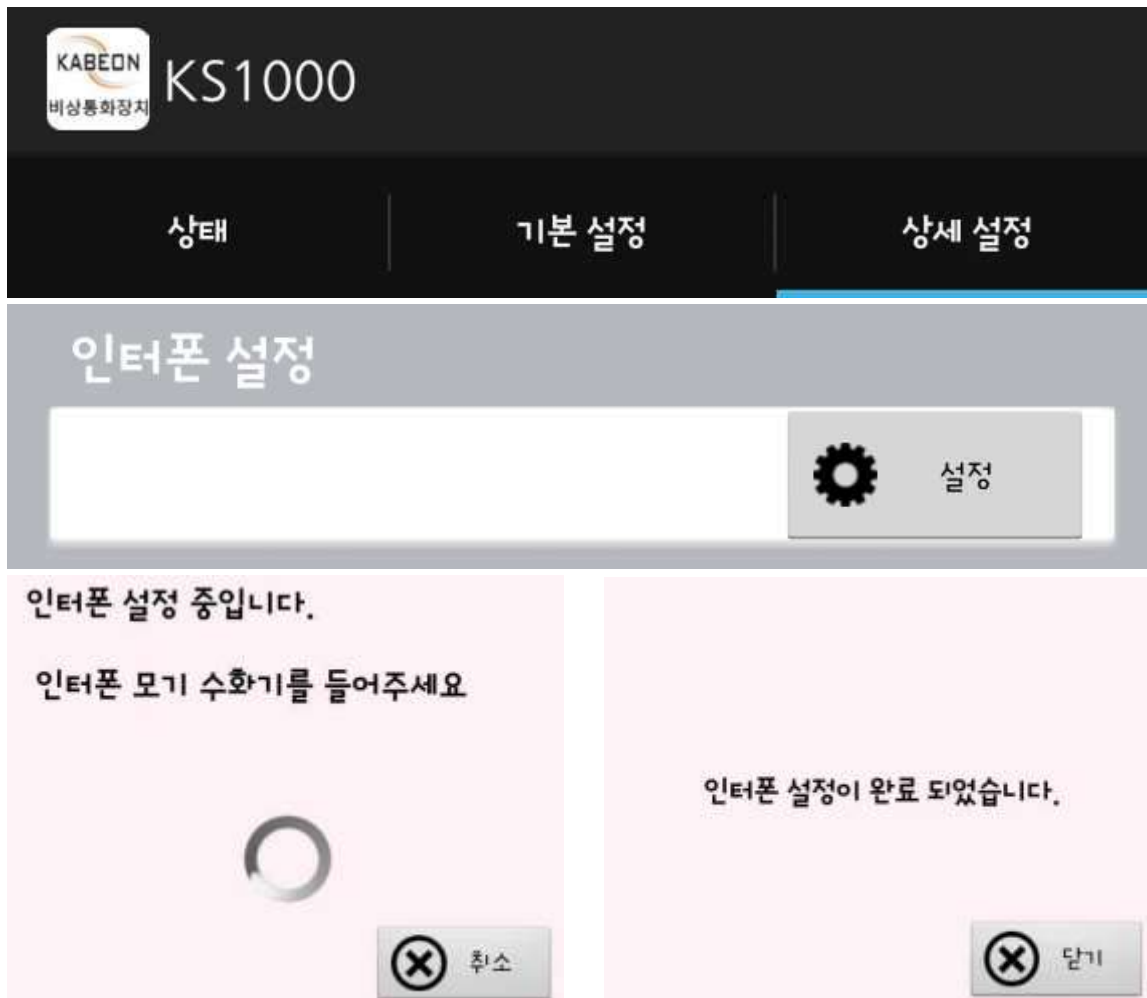 KABEON
비상통화장치
KS1000
상태
기본 설정
상세 설정
인터폰 설정
설정
인터폰 설정 중입니다.
인터폰 모기 수화기를 들어주세요
취소
인터폰 설정이 완료 되었습니다.
닫기